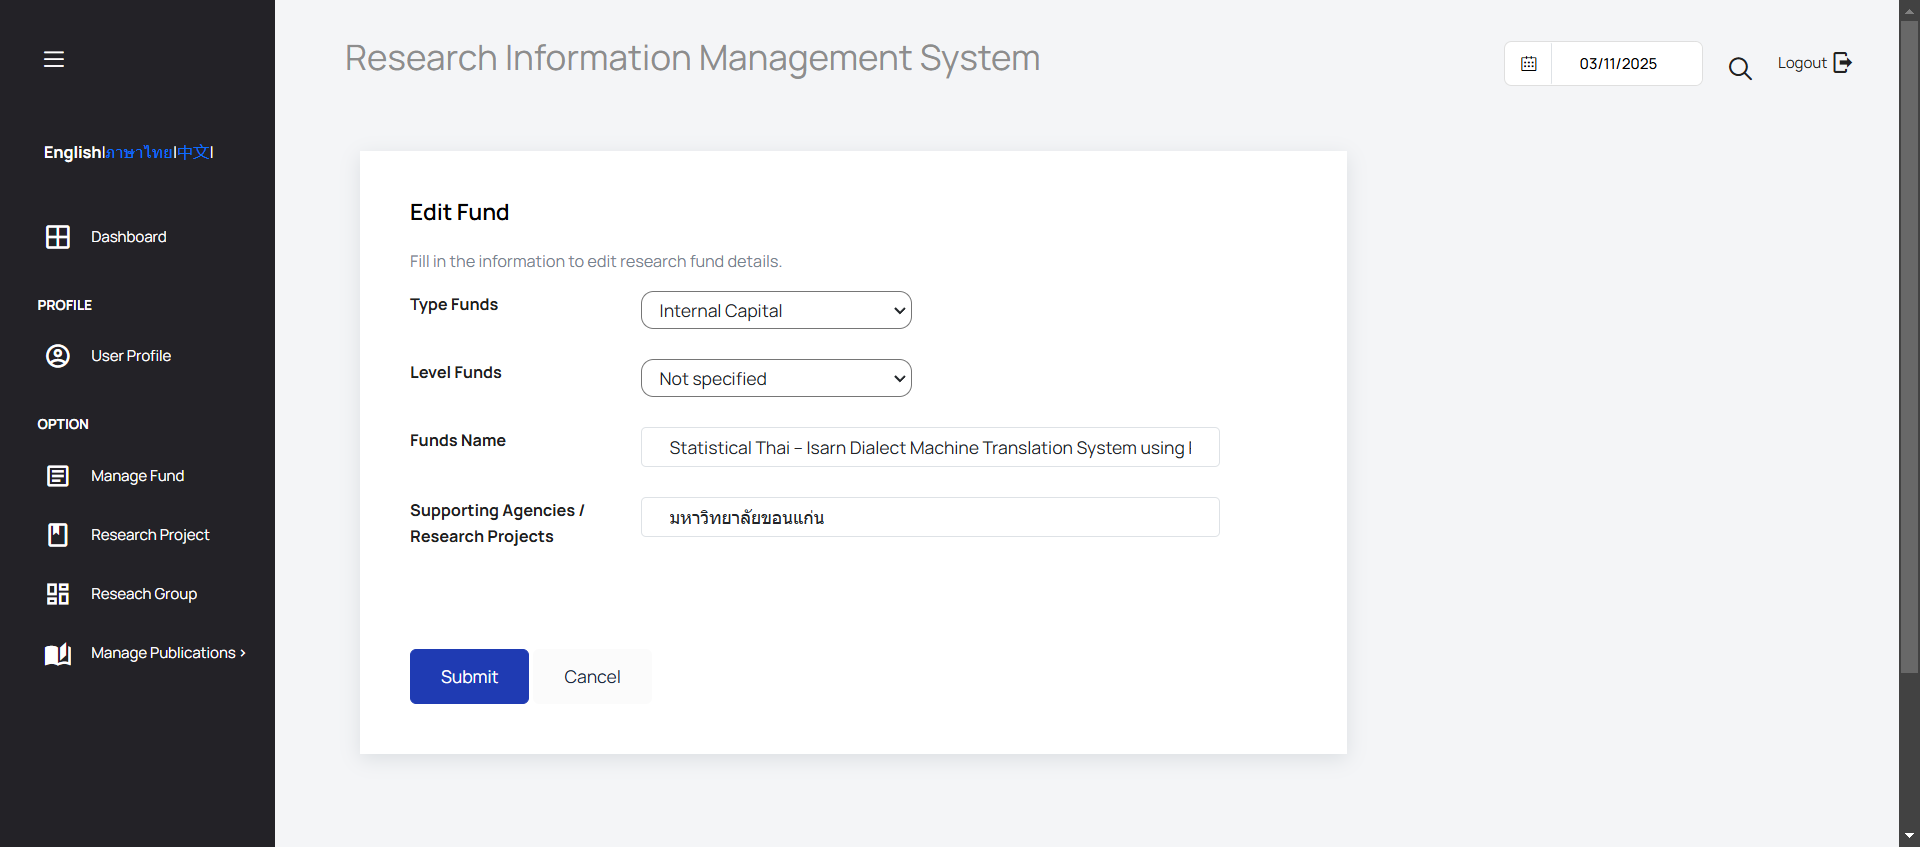 Research Information Management System
03/11/2025
Logout
English|ภาษาไทย|中文|
Dashboard
PROFILE
User Profile
OPTION
Manage Fund
Research Project
Reseach Group
Manage Publications ›
Edit Fund
Fill in the information to edit research fund details.
Type Funds
Internal Capital
Level Funds
Not specified
Funds Name
Statistical Thai – Isarn Dialect Machine Translation System using
Supporting Agencies /
Research Projects
มหาวิทยาลัยขอนแก่น
Submit
Cancel